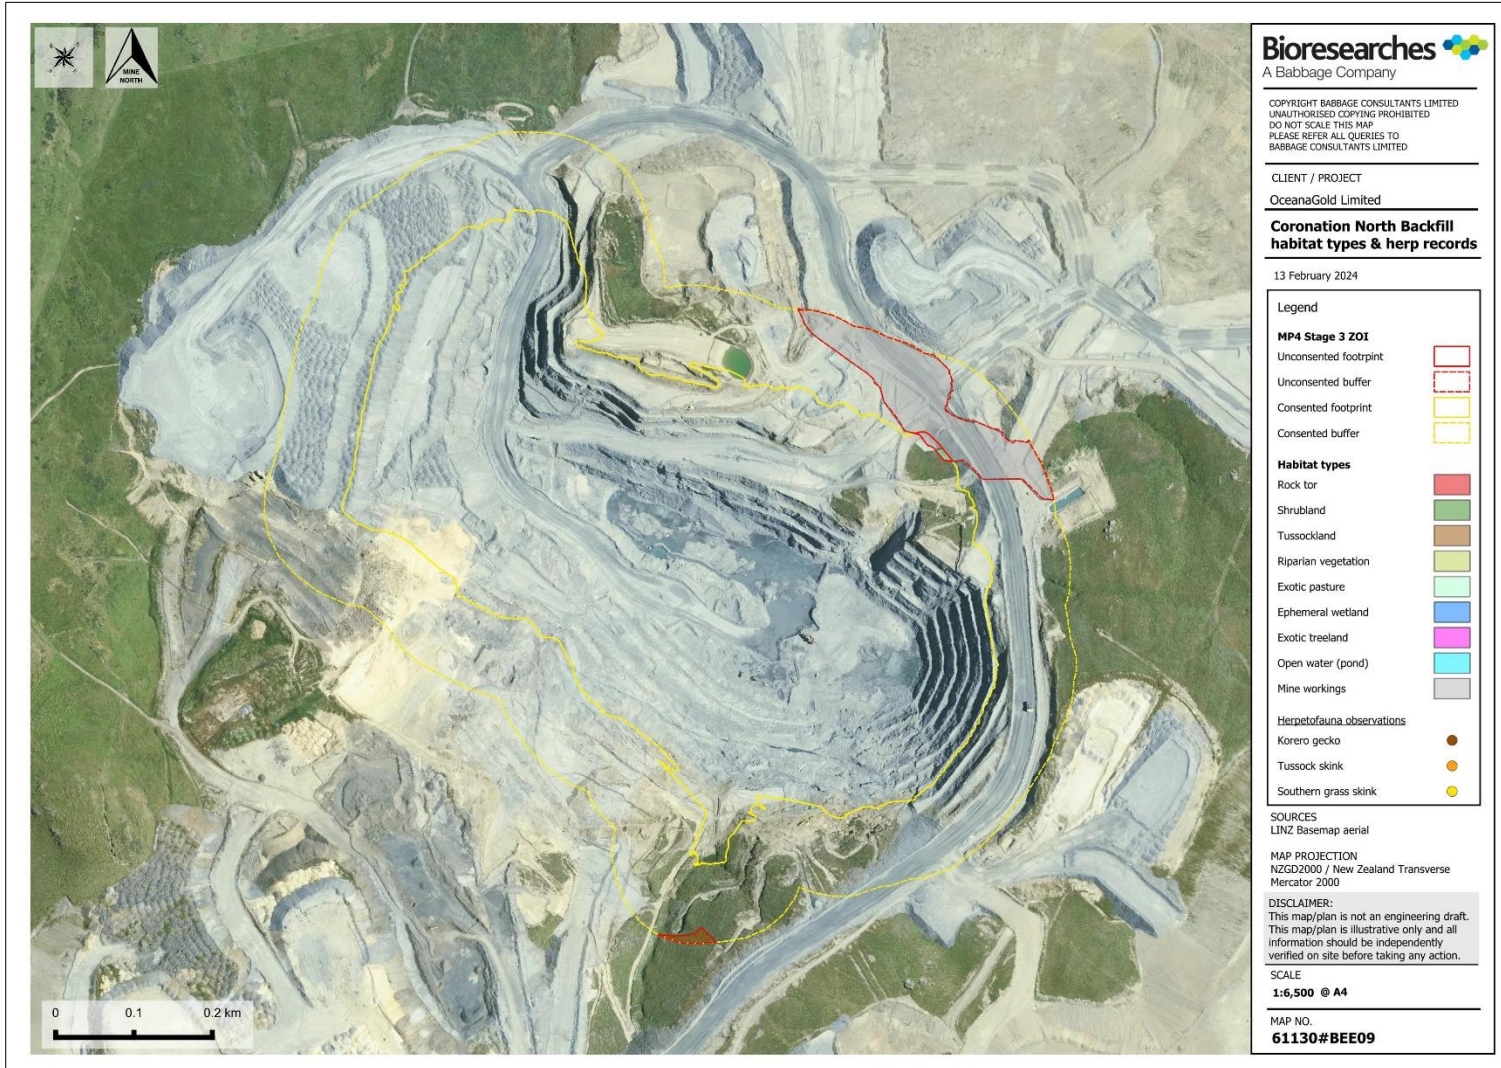 MINE
NORTH
0 0.1 0.2 km
Bioresearches
A Babbage Company
COPYRIGHT BABBAGE CONSULTANTS LIMITED
UNAUTHORISED COPYING PROHIBITED
DO NOT SCALE THIS MAP
PLEASE REFER ALL QUERIES TO
BABBAGE CONSULTANTS LIMITED
CLIENT / PROJECT
OceanaGold Limited
Coronation North Backfill
habitat types & herp records
13 February 2024
Legend
MP4 Stage 3 ZOI
Unconsented footrpint
Unconsented buffer
Consented footprint
Consented buffer
Habitat types
Rock tor
Shrubland
Tussockland
Riparian vegetation
Exotic pasture
Ephemeral wetland
Exotic treeland
Open water (pond)
Mine workings
Herpetofauna observations
Korero gecko
Tussock skink
Southern grass skink
SOURCES
LINZ Basemap aerial
MAP PROJECTION
NZGD2000 / New Zealand Transverse
Mercator 2000
DISCLAIMER:
This map/plan is not an engineering draft.
This map/plan is illustrative only and all
information should be independently
verified on site before taking any action.
SCALE
1:6,500 @ A4
MAP NO.
61130#BEE09